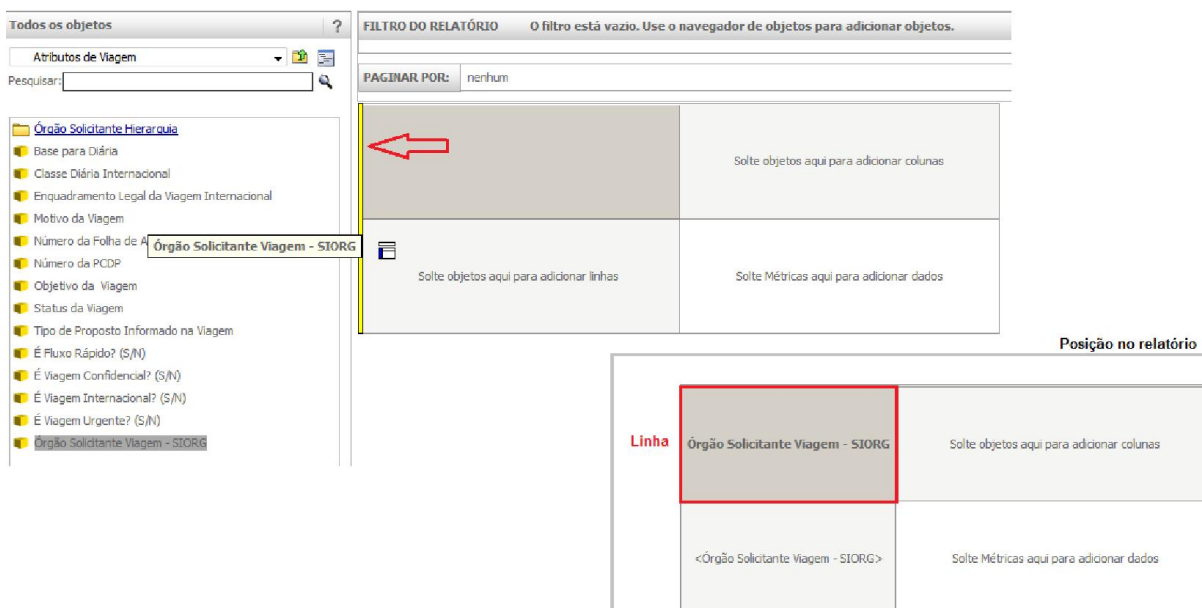 Todos os objetos
?
Atributos de Viagem
Pesquisar:
Órgão Solicitante Hierarquia
Base para Diária
Classe Diária Internacional
Enquadramento Legal da Viagem Internacional
Motivo da Viagem
Número da Folha de A
Órgão Solicitante Viagem - SIORG
Número da PCDP
Objetivo da Viagem
Status da Viagem
Tipo de Proposto Informado na Viagem
É Fluxo Rápido? (S/N)
É Viagem Confidencial? (S/N)
É Viagem Internacional? (S/N)
É Viagem Urgente? (S/N)
Órgão Solicitante Viagem - SIORG
FILTRO DO RELATÓRIO O filtro está vazio. Use o navegador de objetos para adicionar objetos.
PAGINAR POR: nenhum
Solte objetos aqui para adicionar colunas
Solte objetos aqui para adicionar linhas
Solte Métricas aqui para adicionar dados
Posição no relatório
Linha
Órgão Solicitante Viagem - SIORG
Solte objetos aqui para adicionar colunas
<Órgão Solicitante Viagem - SIORG>
Solte Métricas aqui para adicionar dados